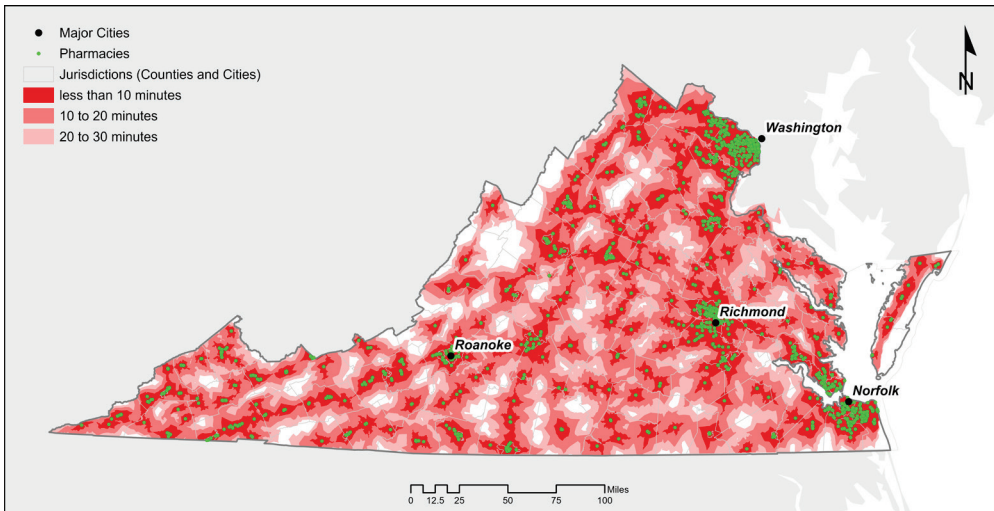 Major Cities
Pharmacies
Jurisdictions (Counties and Cities)
less than 10 minutes
10 to 20 minutes
20 to 30 minutes
N
Washington
Richmond
Roanoke
Norfolk
Miles
0 12.5 25 50 75 100